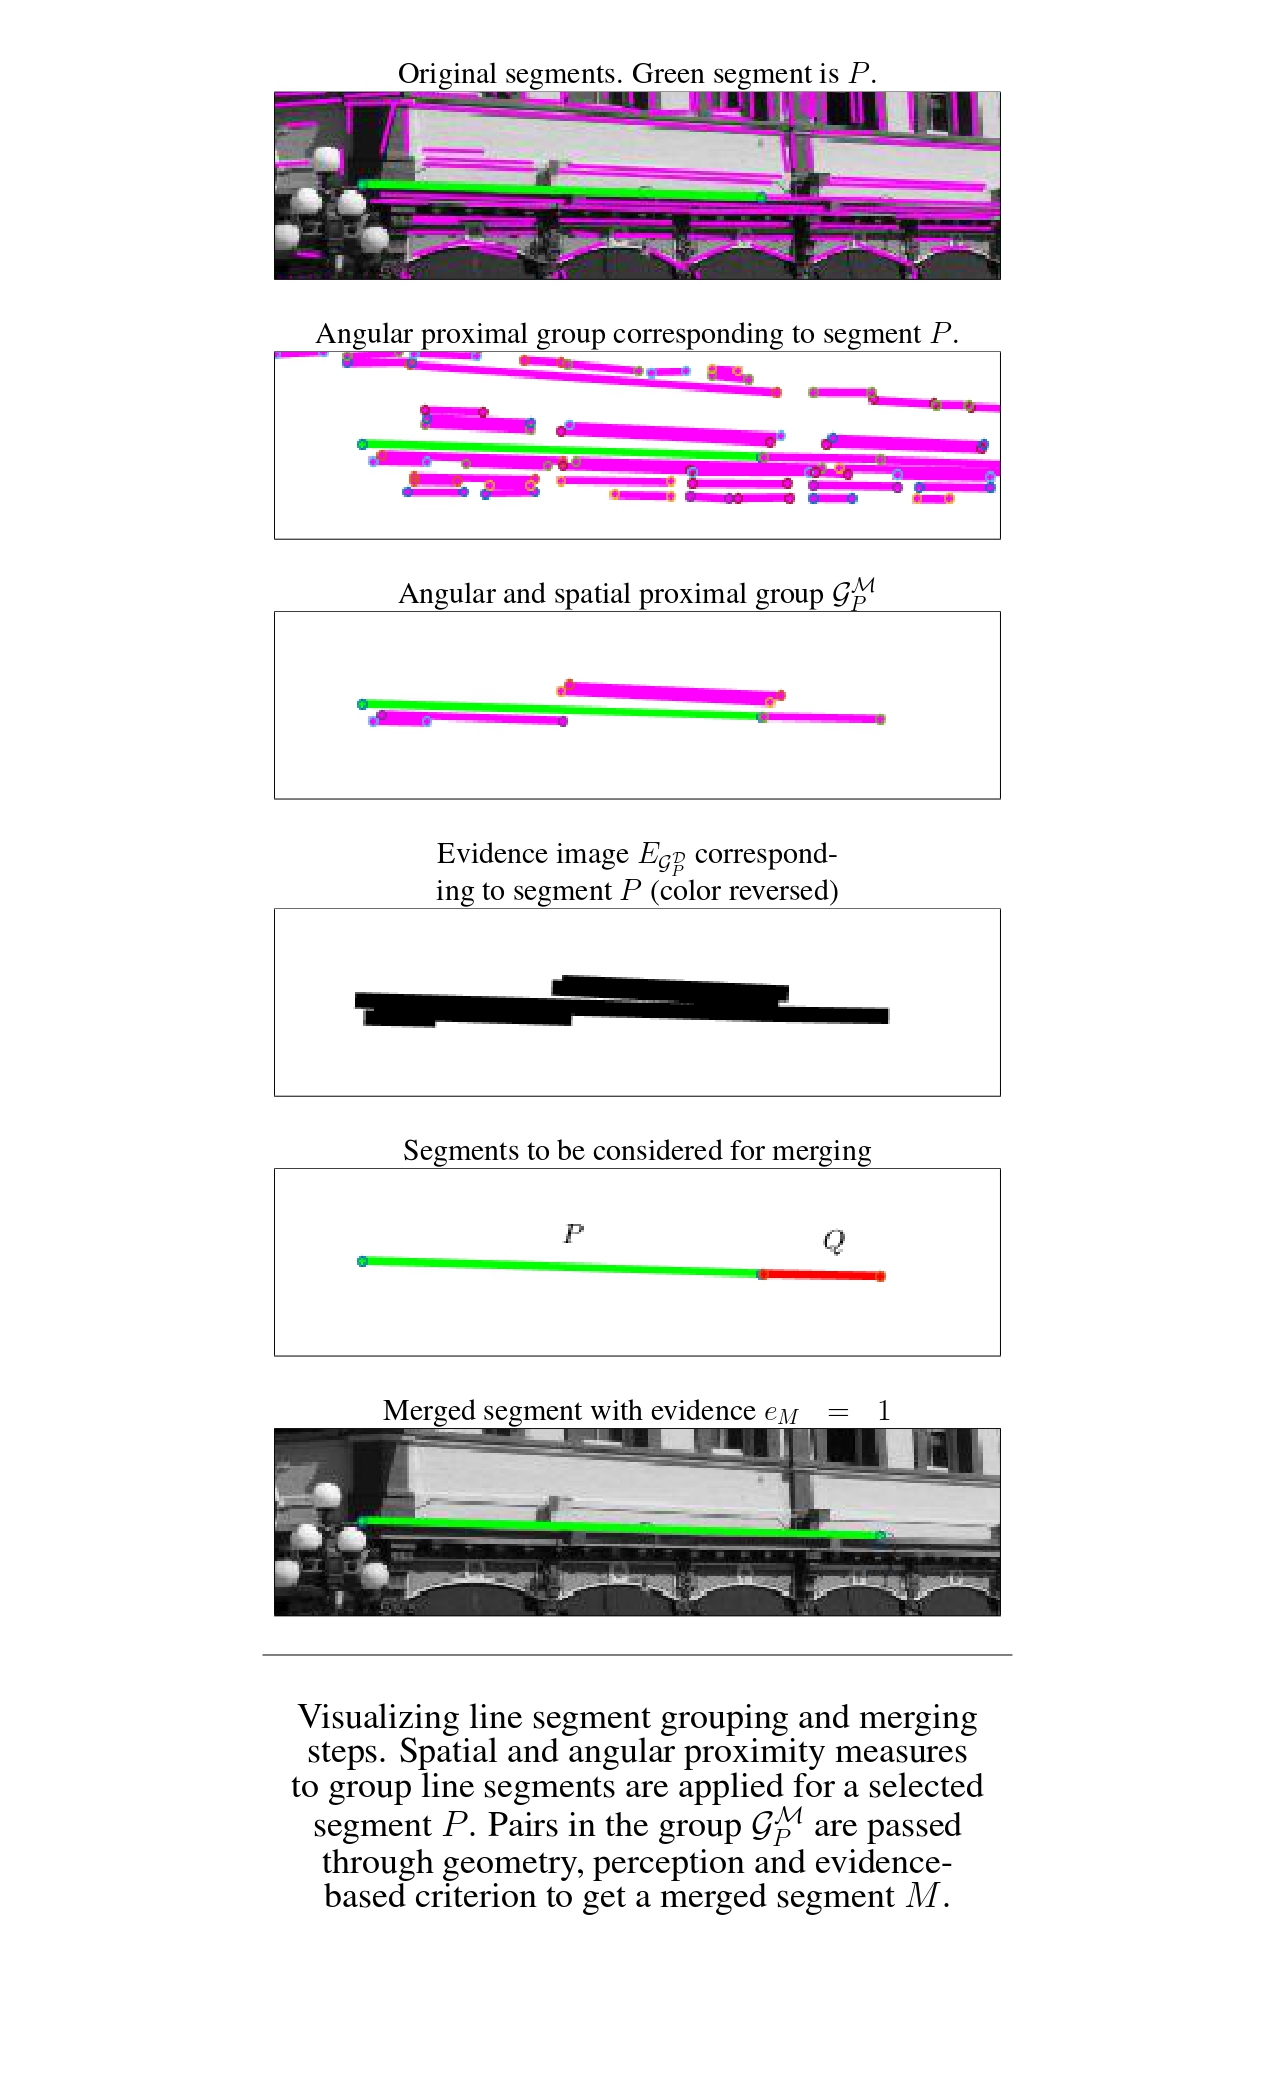 Original segments. Green segment is P.
Angular proximal group corresponding to segment P.
Angular and spatial proximal group 𝒢_P^ℳ
Evidence image E_{𝒢_P^𝒟} correspond-
ing to segment P (color reversed)
Segments to be considered for merging
P
Q
Merged segment with evidence e_M = 1
Visualizing line segment grouping and merging
steps. Spatial and angular proximity measures
to group line segments are applied for a selected
segment P. Pairs in the group 𝒢_P^ℳ are passed
through geometry, perception and evidence-
based criterion to get a merged segment M.